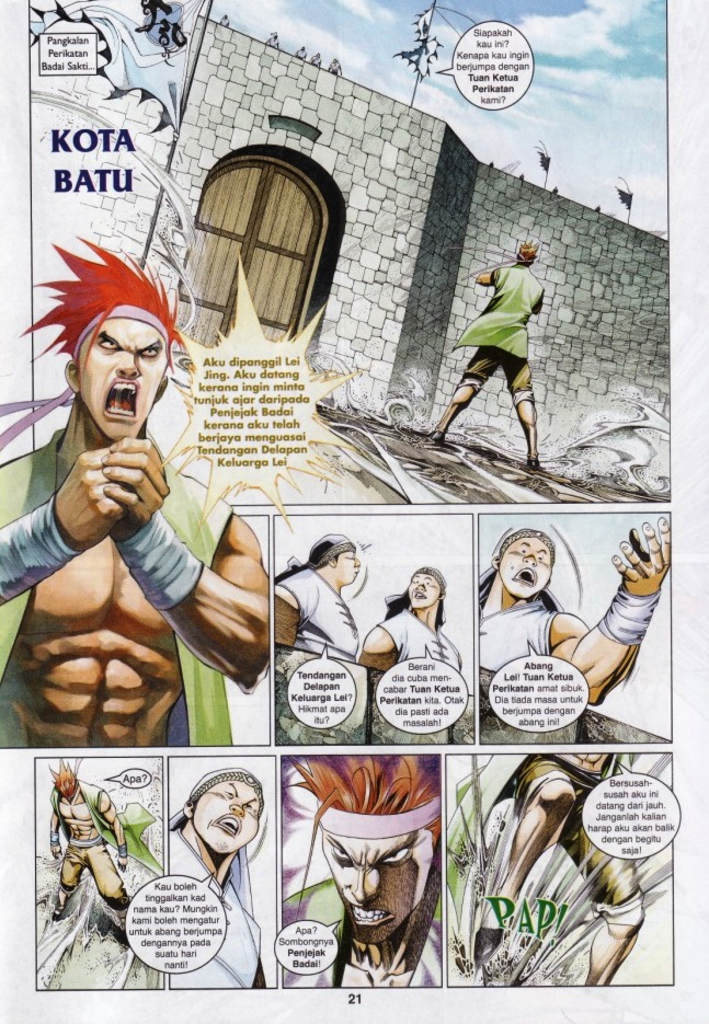 Pangkalan
Perikatan
Badai Sakti...
Siapakah
kau ini?
Kenapa kau ingin
berjumpa dengan
Tuan Ketua
Perikatan
kami?
KOTA
BATU
Aku dipanggil Lei
Jing. Aku datang
kerana ingin minta
tunjuk ajar daripada
Penjejak Badai
kerana aku telah
berjaya menguasai
Tendangan Delapan
Keluarga Lei
Tendangan
Delapan
Keluarga Lei?
Hikmat apa
itu?
Berani
dia cuba men-
cabar Tuan Ketua
Perikatan kita. Otak
dia pasti ada
masalah!
Abang
Lei! Tuan Ketua
Perikatan amat sibuk.
Dia tiada masa untuk
berjumpa dengan
abang ini!
Apa?
Kau boleh
tinggalkan kad
nama kau? Mungkin
kami boleh mengatur
untuk abang berjumpa
dengannya pada
suatu hari
nanti!
Apa?
Sombongnya
Penjejak
Badai!
Bersusah-
susah aku ini
datang dari jauh.
Janganlah kalian
harap aku akan balik
dengan begitu
saja!
PAP!
21